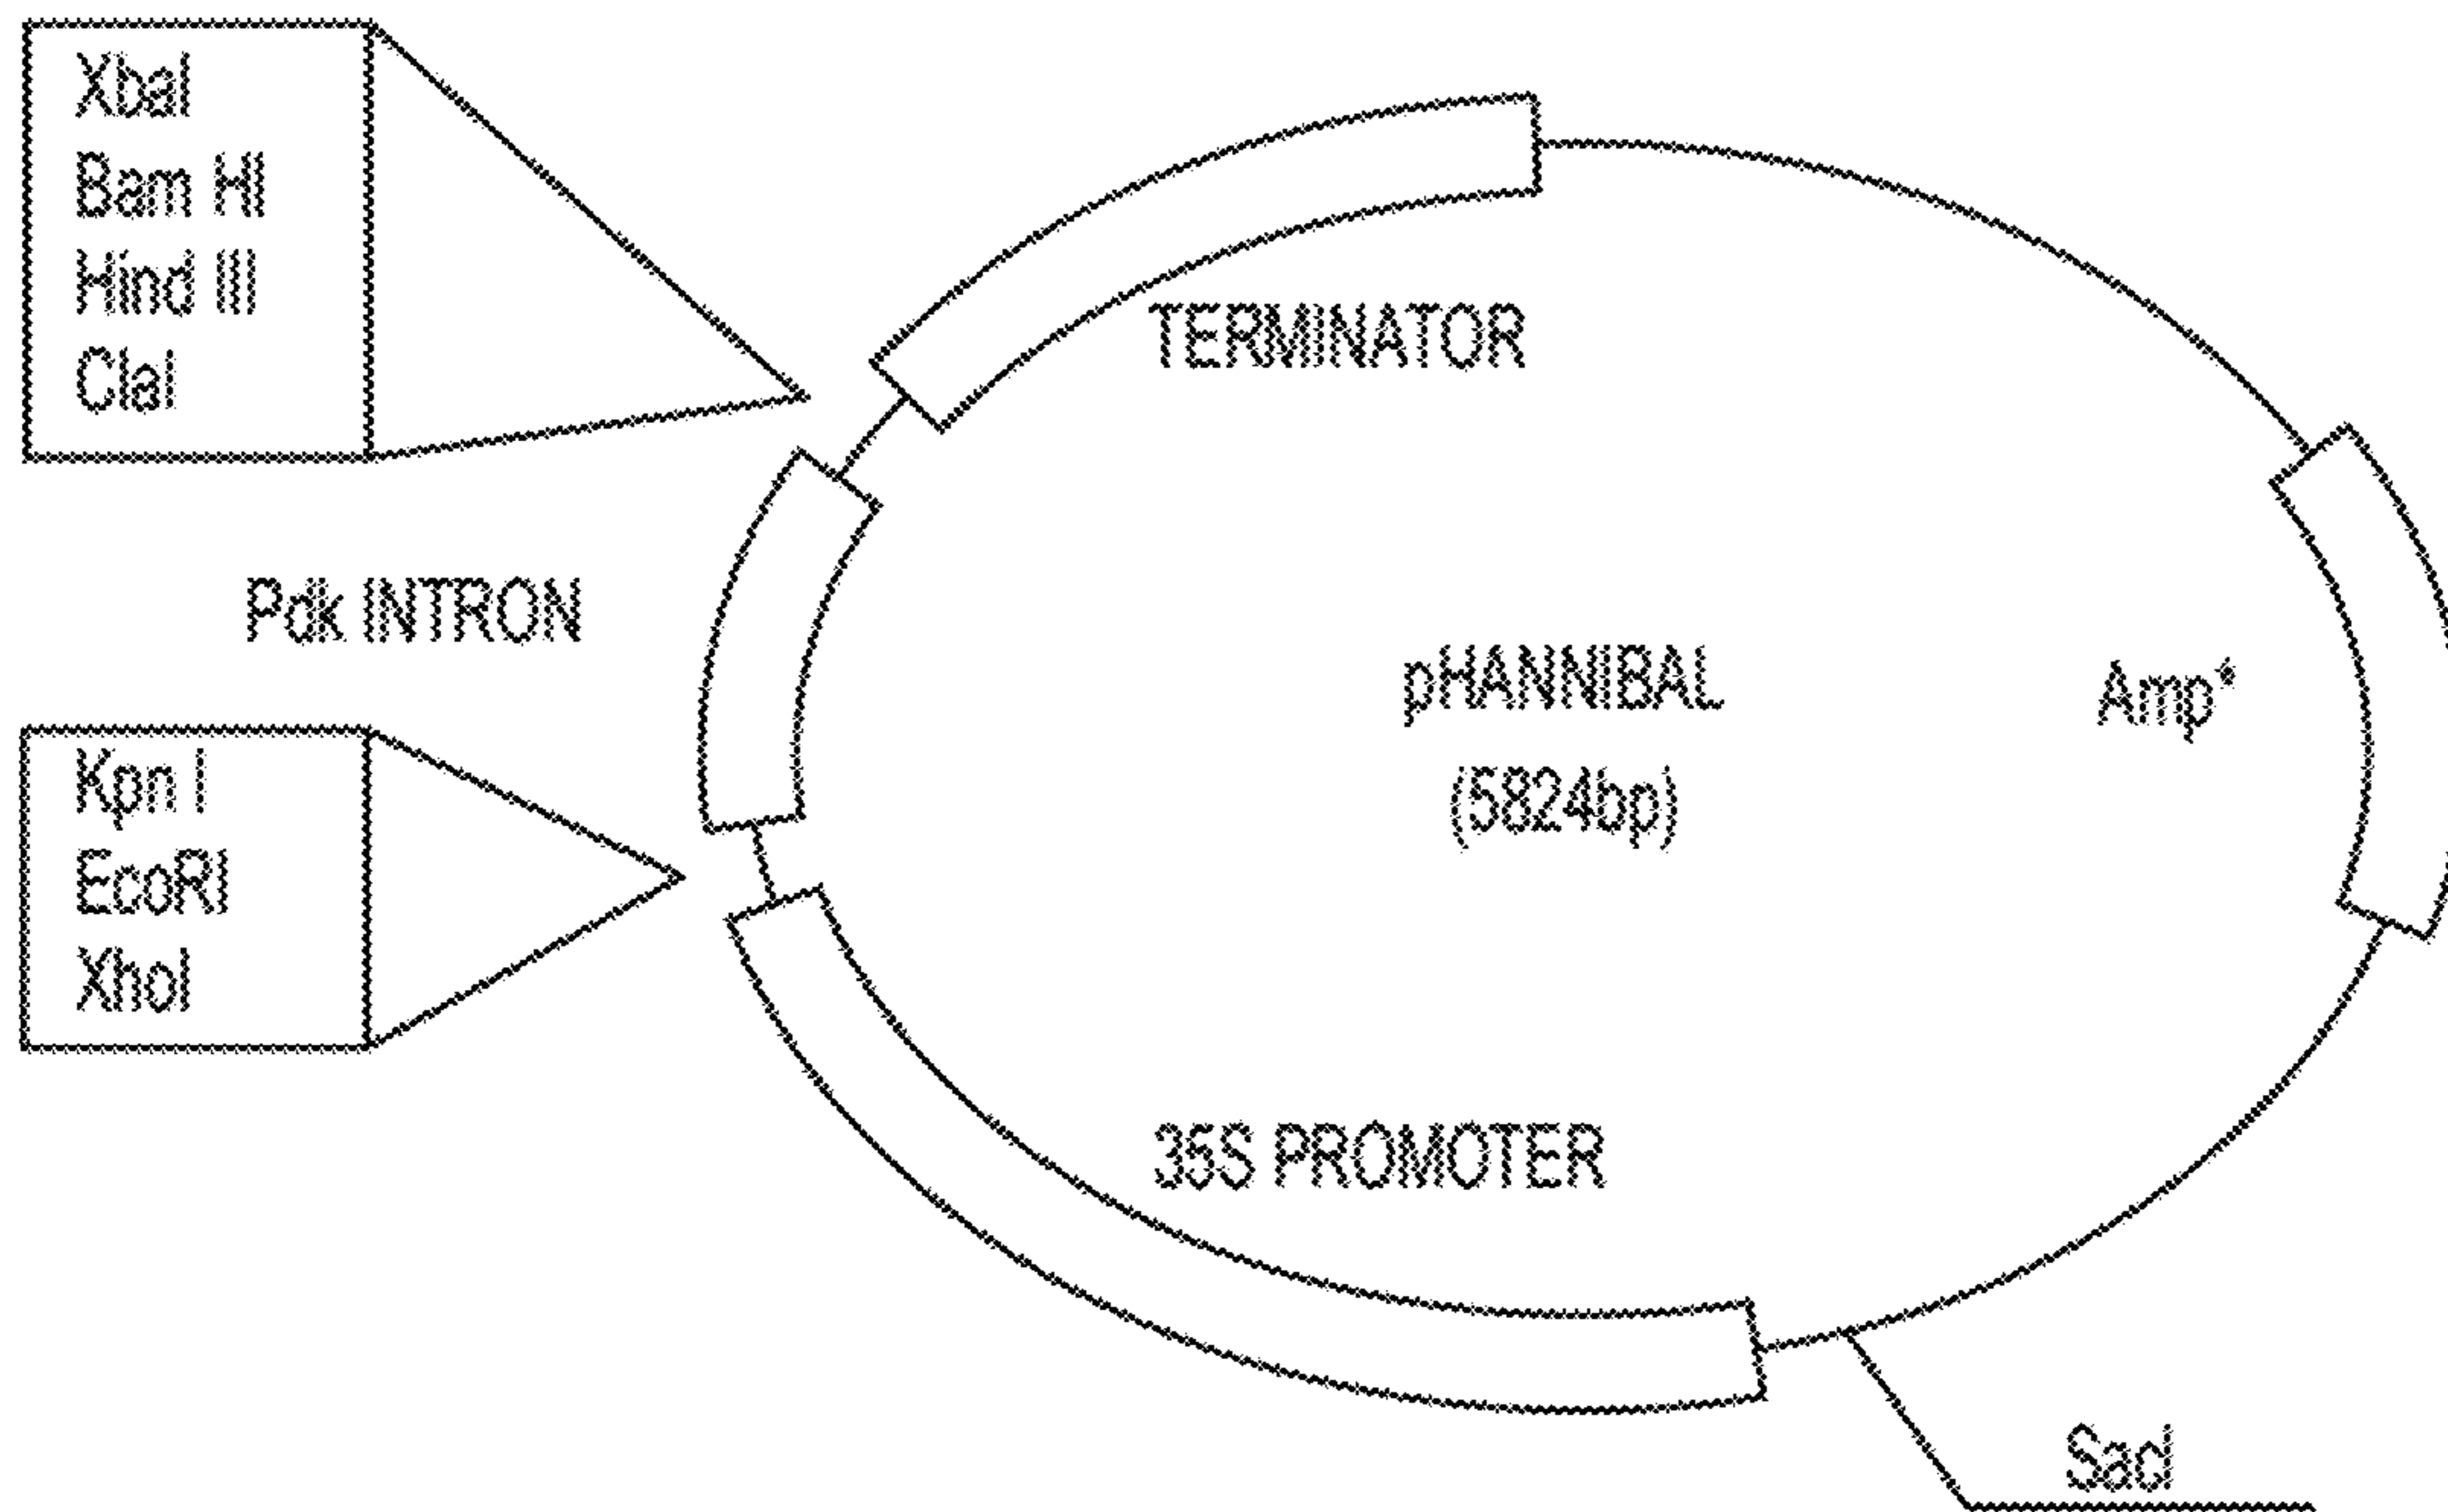 XbaI
Bam HI
Hind III
ClaI
TERMINATOR
Pdk INTRON
pHANNIBAL
(5824bp)
Amp*
Kpn I
EcoRI
XhoI
35S PROMOTER
SacI